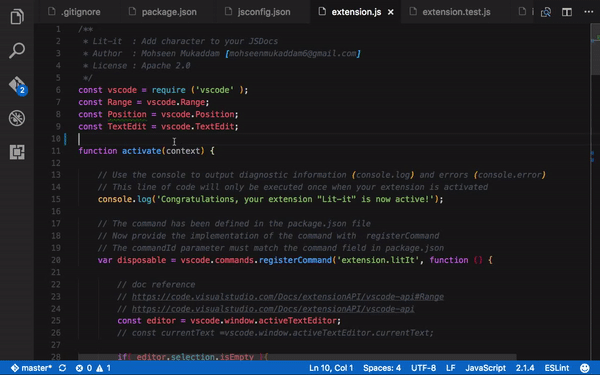 .gitignore package.json jsconfig.json extension.js extension.test.js
1 /**
2 * Lit-it : Add character to your JSDocs
3 * Author : Mohseen Mukaddam [mohseenmukaddam6@gmail.com]
4 * License : Apache 2.0
5 */
6 const vscode = require ('vscode' );
7 const Range = vscode.Range;
8 const Position = vscode.Position;
9 const TextEdit = vscode.TextEdit;
10
11 function activate(context) {
12
13 // Use the console to output diagnostic information (console.log) and errors (console.error)
14 // This line of code will only be executed once when your extension is activated
15 console.log('Congratulations, your extension "Lit-it" is now active!');
16
17 // The command has been defined in the package.json file
18 // Now provide the implementation of the command with  registerCommand
19 // The commandId parameter must match the command field in package.json
20 var disposable = vscode.commands.registerCommand('extension.litIt', function () {
21
22 // doc reference
23 // https://code.visualstudio.com/Docs/extensionAPI/vscode-api#Range
24 // https://code.visualstudio.com/Docs/extensionAPI/vscode-api
25 const editor = vscode.window.activeTextEditor;
26 // const currentText =vscode.window.activeTextEditor.currentText;
27
28 if( editor.selection.isEmpty ){
2
master* 0 1 Ln 10, Col 1 Spaces: 4 UTF-8 LF JavaScript 2.1.4 ESLint